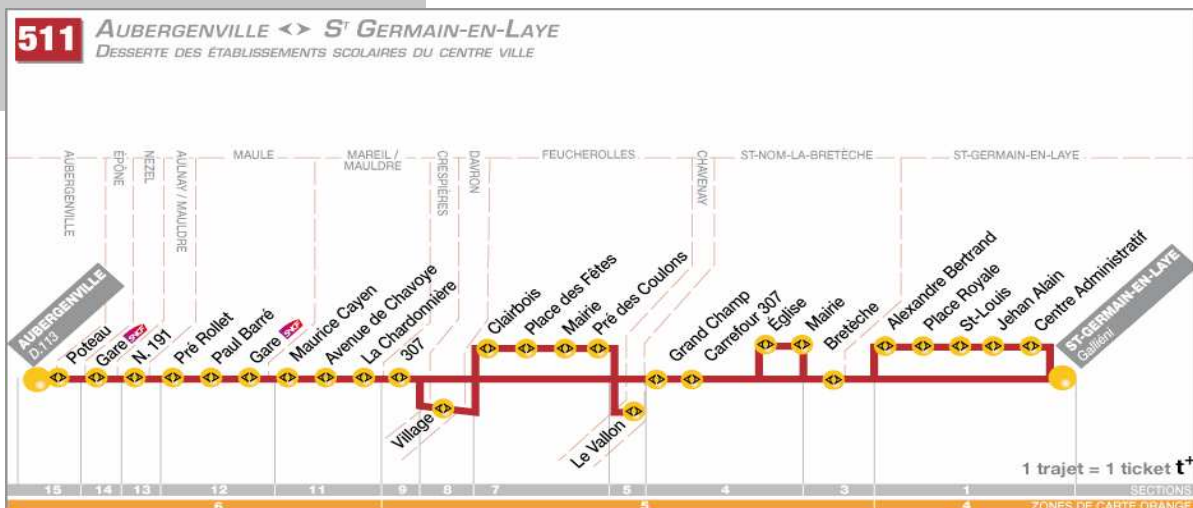 511
AUBERGENVILLE <> ST GERMAIN-EN-LAYE
DESSERTE DES ÉTABLISSEMENTS SCOLAIRES DU CENTRE VILLE
AUBERGENVILLE
ÉPÔNE
NEZEL
AULNAY / MAULDRE
MAULE
MAREIL /
MAULDRE
CRESPIÈRES
DAVRON
FEUCHEROLLES
CHAVENAY
ST-NOM-LA-BRETÈCHE
ST-GERMAIN-EN-LAYE
AUBERGENVILLE
D.113
Poteau
Gare SNCF
N. 191
Pré Rollet
Paul Barré
Gare SNCF
Maurice Cayen
Avenue de Chavoye
La Chardonnière
307
Village
Clairbois
Place des Fêtes
Mairie
Pré des Coulons
Le Vallon
Grand Champ
Carrefour 307
Eglise
Mairie
Bretèche
Alexandre Bertrand
Place Royale
St-Louis
Jehan Alain
Centre Administratif
ST-GERMAIN-EN-LAYE
Galliéni
1 trajet = 1 ticket t+
15 14 13 12 11 9 8 7 5 4 3 1 SECTIONS
6 5 4 ZONES DE CARTE ORANGE